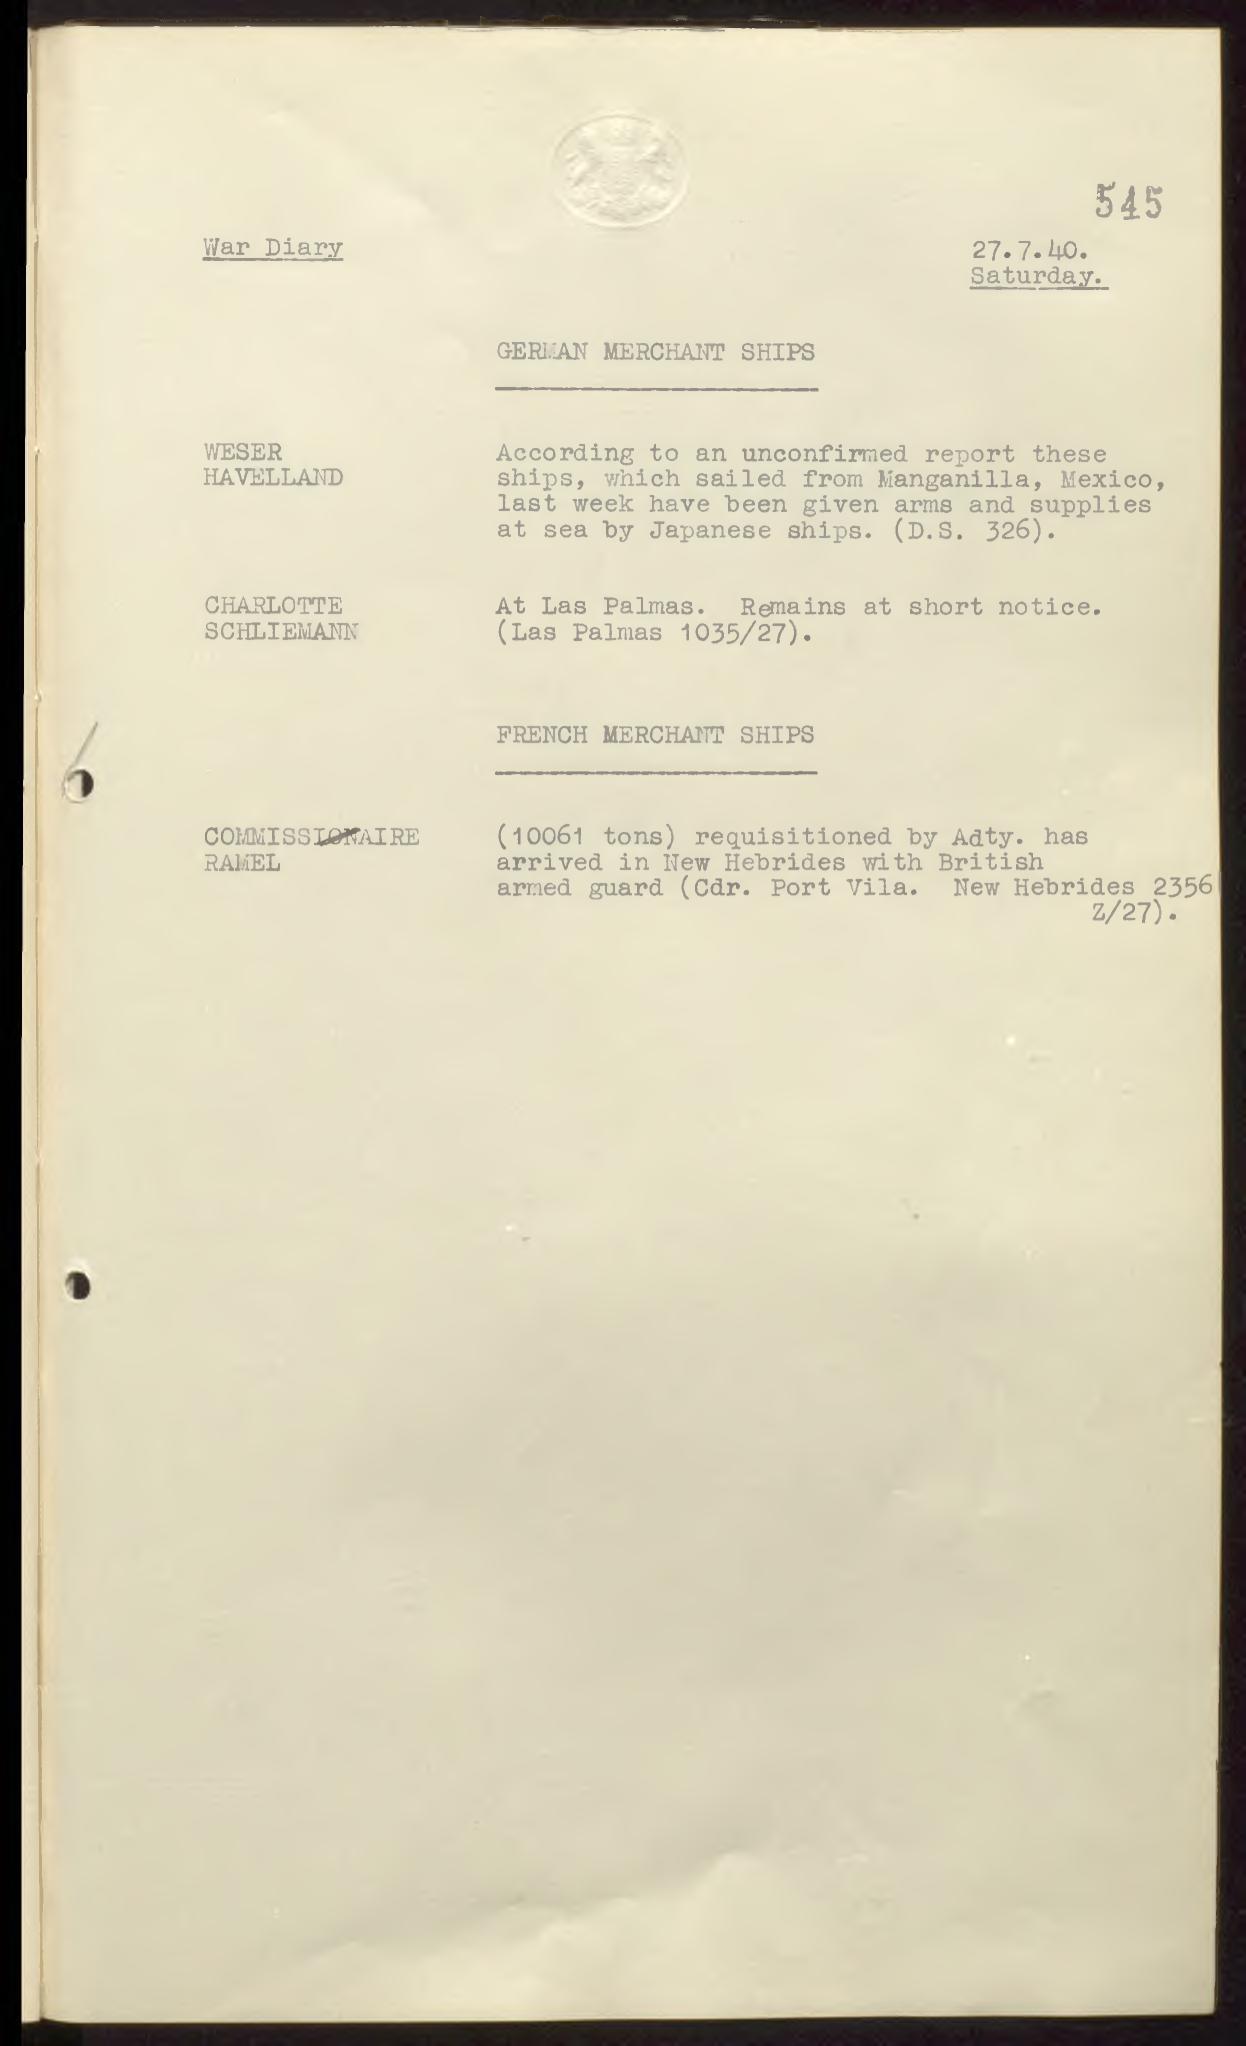 545
War Diary
27.7.40.
Saturday.
GERMAN MERCHANT SHIPS
WESER
HAVELLAND
According to an unconfirmed report these
ships, which sailed from Manganilla, Mexico,
last week have been given arms and supplies
at sea by Japanese ships. (D.S. 326).
CHARLOTTE
SCHLIEMANN
At Las Palmas. Remains at short notice.
(Las Palmas 1035/27).
FRENCH MERCHANT SHIPS
COMMISSIONAIRE
RAMEL
(10061 tons) requisitioned by Adty. has
arrived in New Hebrides with British
armed guard (Cdr. Port Vila. New Hebrides 2356
Z/27).